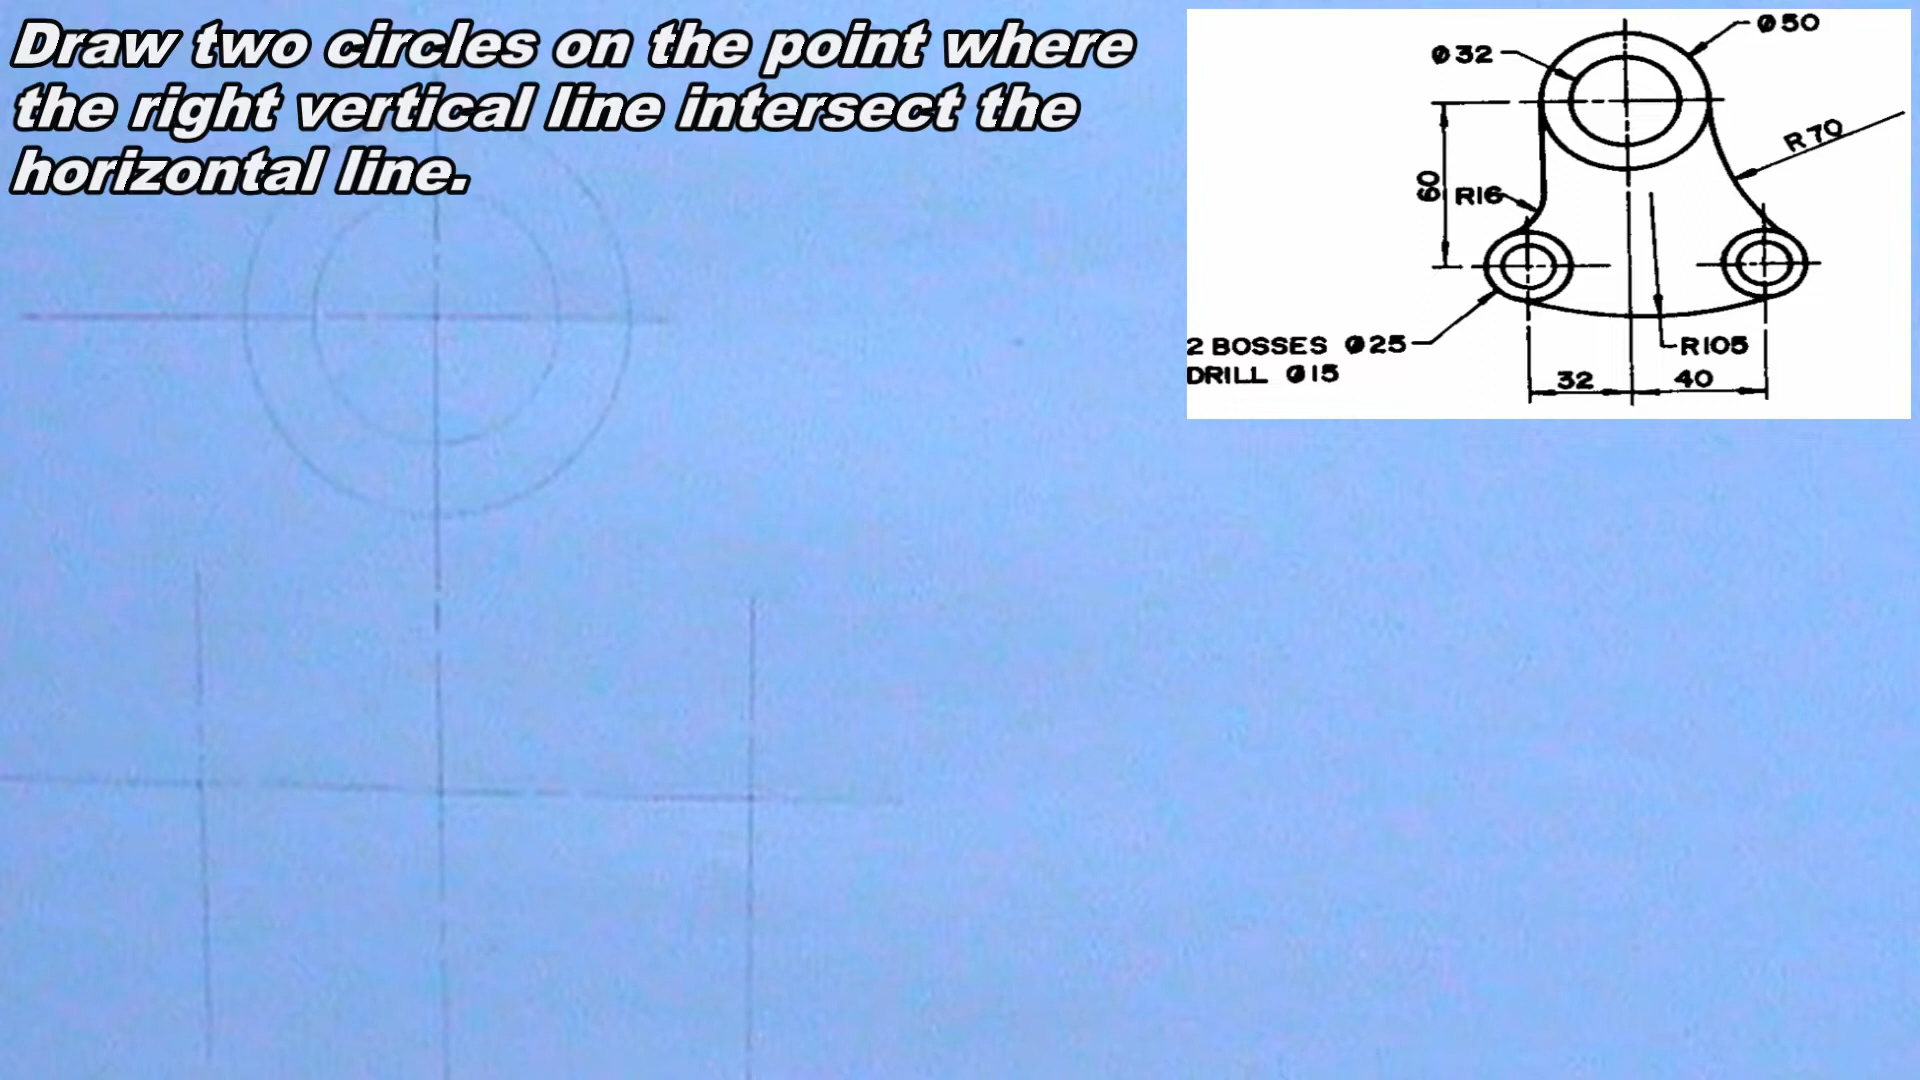 Draw two circles on the point where
the right vertical line intersect the
horizontal line.
Ø50
Ø32
R70
60
R16
2 BOSSES Ø25
DRILL Ø15
R105
32
40